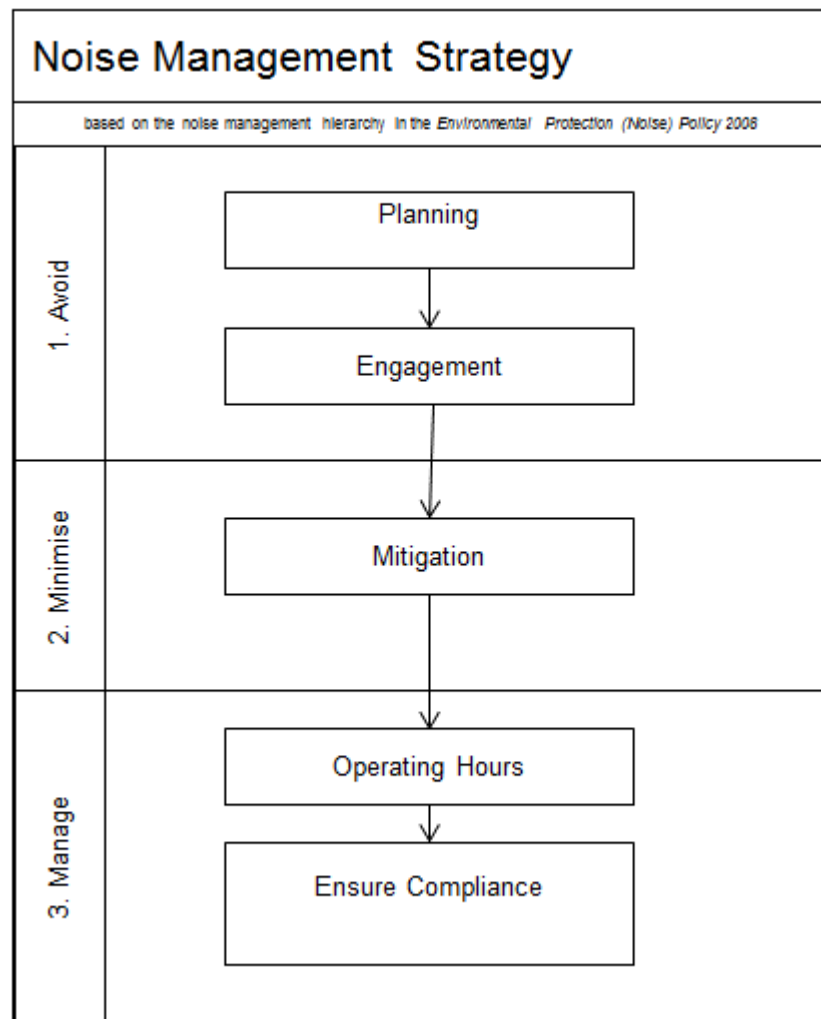 Noise Management Strategy
based on the noise management hierarchy in the Environmental Protection (Noise) Policy 2008
1. Avoid
Planning
Engagement
2. Minimise
Mitigation
3. Manage
Operating Hours
Ensure Compliance